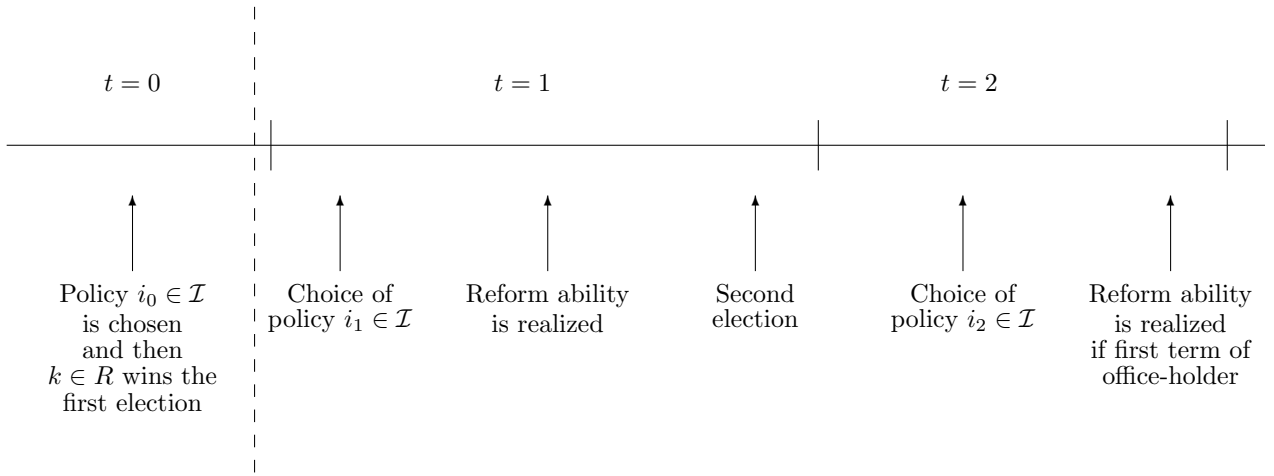 t = 0
t = 1
t = 2
Policy i₀ ∈ 𝓘
is chosen
and then
k ∈ R wins the
first election
Choice of
policy i₁ ∈ 𝓘
Reform ability
is realized
Second
election
Choice of
policy i₂ ∈ 𝓘
Reform ability
is realized
if first term of
office-holder